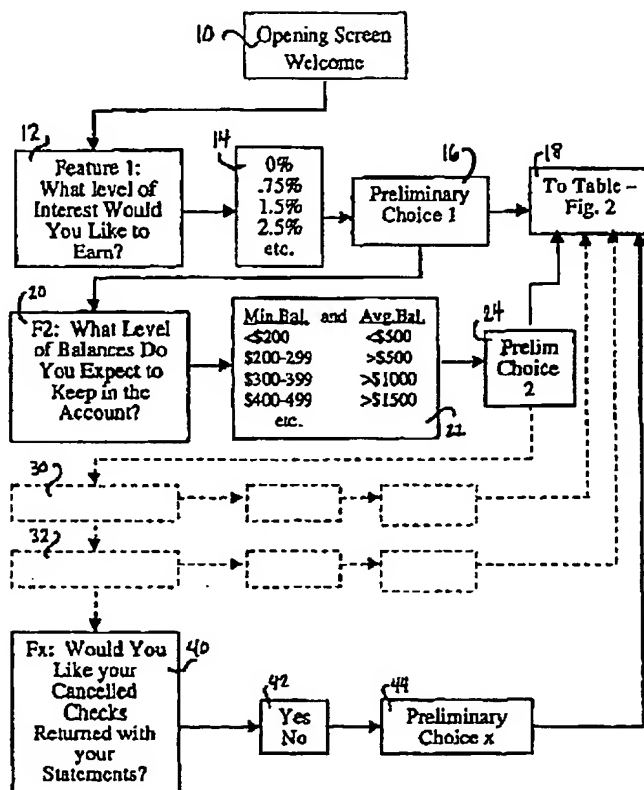 10
Opening Screen
Welcome
12
Feature 1:
What level of
Interest Would
You Like to
Earn?
14
0%
.75%
1.5%
2.5%
etc.
16
Preliminary
Choice 1
18
To Table –
Fig. 2
20
F2: What Level
of Balances Do
You Expect to
Keep in the
Account?
Min.Bal. and Avg.Bal.
<$200 <$500
$200-299 >$500
$300-399 >$1000
$400-499 >$1500
etc.
22
24
Prelim
Choice
2
30
32
Fx: Would You
Like your
Cancelled
Checks
Returned with
your
Statements?
40
42
Yes
No
44
Preliminary
Choice x